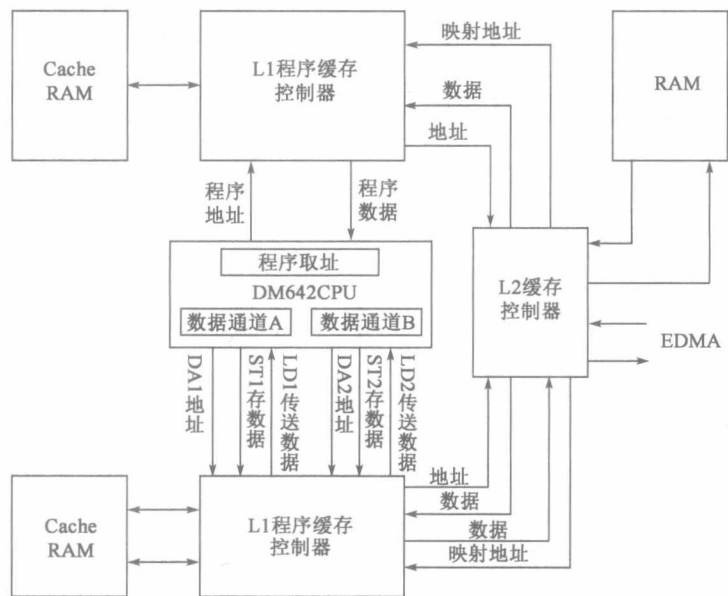 Cache
RAM
L1程序缓存
控制器
映射地址
数据
地址
RAM
程序
地址
程序
数据
程序取址
DM642CPU
数据通道A
数据通道B
L2缓存
控制器
EDMA
DA1地址
ST1存数据
LD1传送数据
DA2地址
ST2存数据
LD2传送数据
Cache
RAM
L1程序缓存
控制器
地址
数据
数据
映射地址